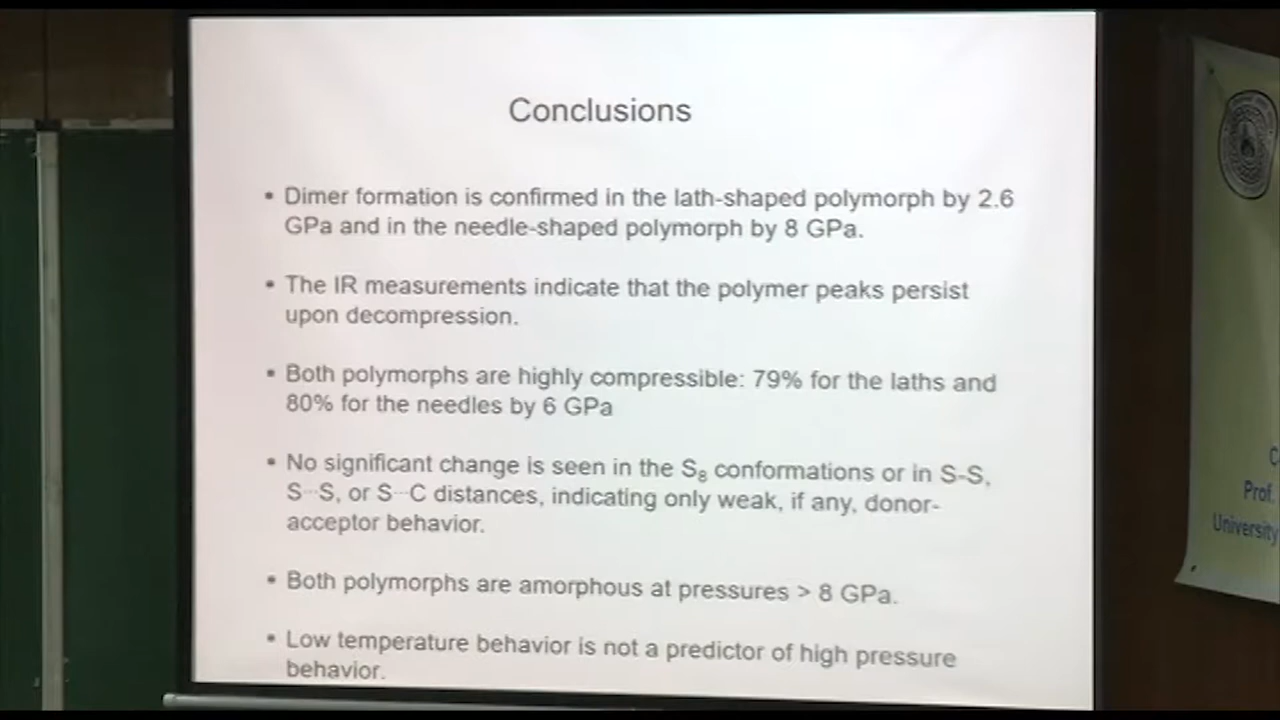 Conclusions
• Dimer formation is confirmed in the lath-shaped polymorph by 2.6
GPa and in the needle-shaped polymorph by 8 GPa.
• The IR measurements indicate that the polymer peaks persist
upon decompression.
• Both polymorphs are highly compressible: 79% for the laths and
80% for the needles by 6 GPa
• No significant change is seen in the S₈ conformations or in S-S,
S···S, or S···C distances, indicating only weak, if any, donor-
acceptor behavior.
• Both polymorphs are amorphous at pressures > 8 GPa.
• Low temperature behavior is not a predictor of high pressure
behavior.
Prof.
University